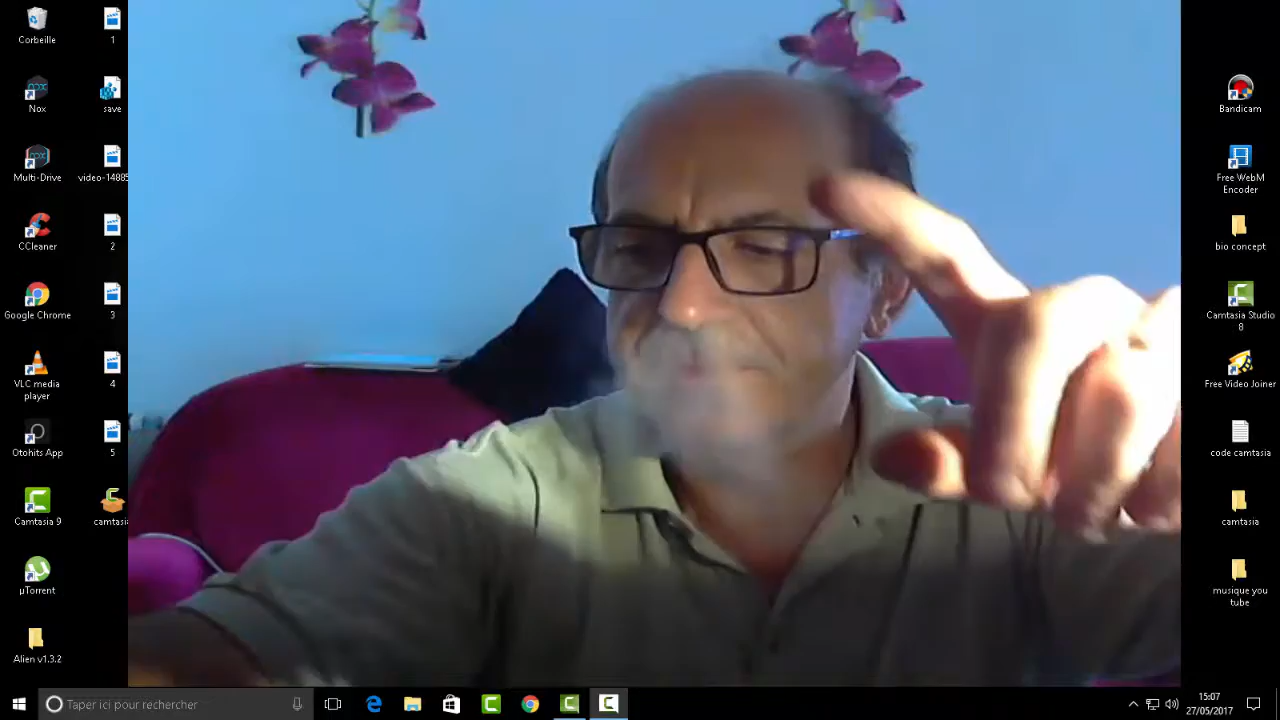 Corbeille
1
Nox
save
Multi-Drive
video-14885
CCleaner
2
Google Chrome
3
VLC media
player
4
Otohits App
5
Camtasia 9
camtasia
µTorrent
Alien v1.3.2
Bandicam
Free WebM
Encoder
bio concept
Camtasia Studio
8
Free Video Joiner
code camtasia
camtasia
musique you
tube
Taper ici pour rechercher
15:07
27/05/2017